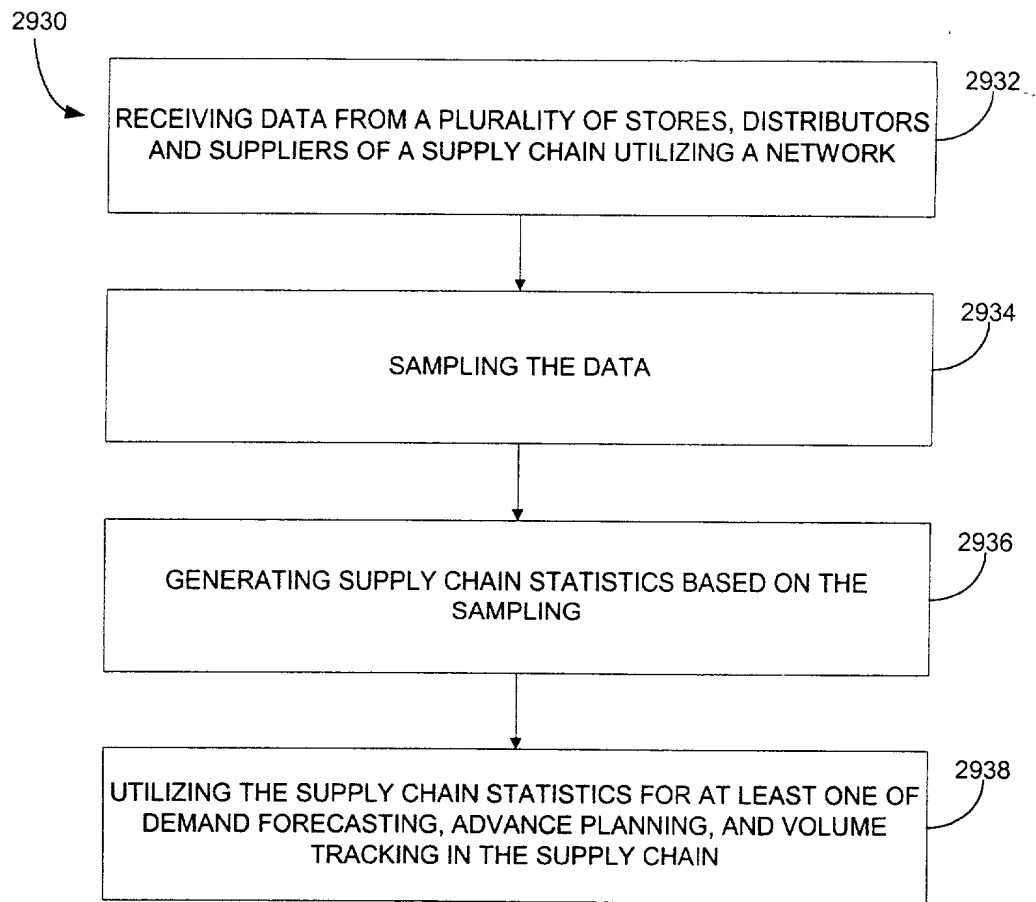 2930
2932
RECEIVING DATA FROM A PLURALITY OF STORES, DISTRIBUTORS
AND SUPPLIERS OF A SUPPLY CHAIN UTILIZING A NETWORK
2934
SAMPLING THE DATA
2936
GENERATING SUPPLY CHAIN STATISTICS BASED ON THE
SAMPLING
2938
UTILIZING THE SUPPLY CHAIN STATISTICS FOR AT LEAST ONE OF
DEMAND FORECASTING, ADVANCE PLANNING, AND VOLUME
TRACKING IN THE SUPPLY CHAIN